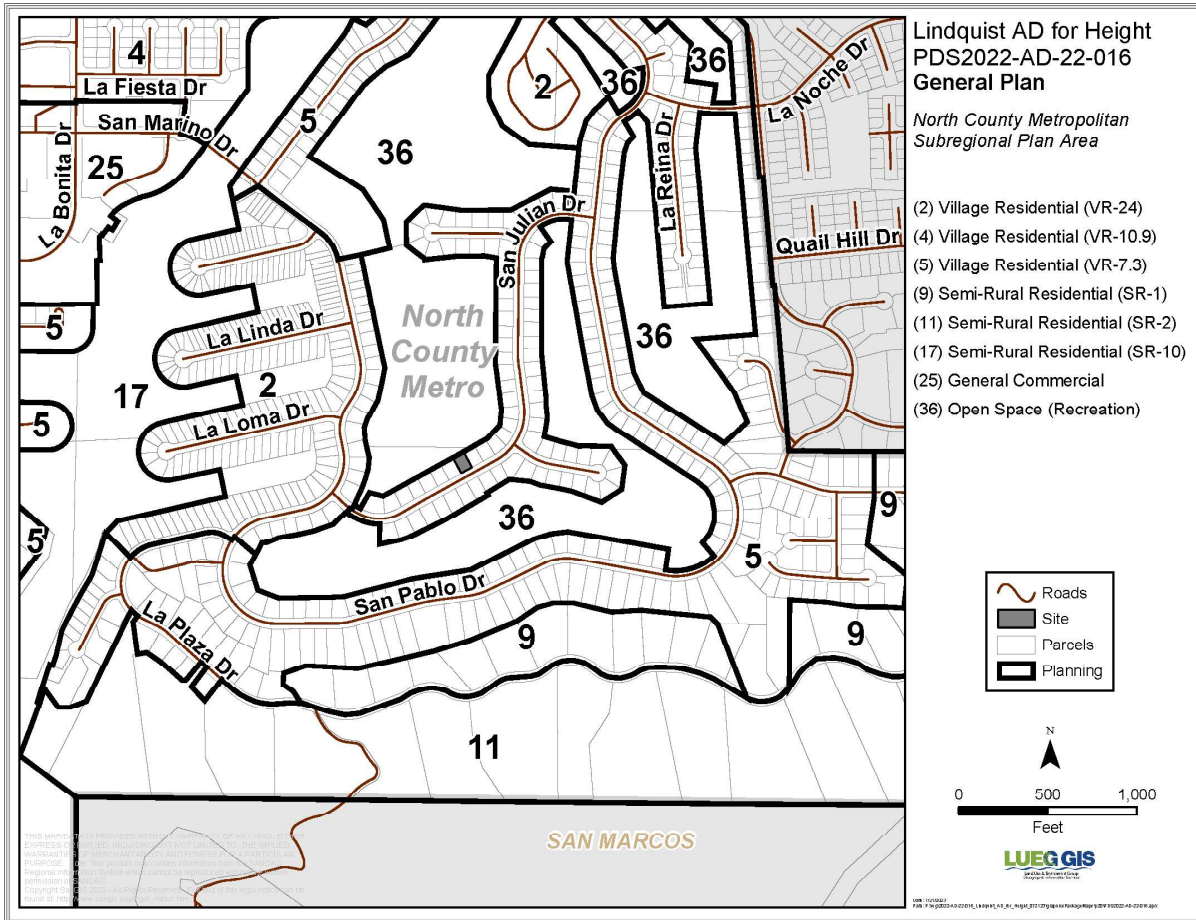 Lindquist AD for Height
PDS2022-AD-22-016
General Plan
North County Metropolitan
Subregional Plan Area
(2) Village Residential (VR-24)
(4) Village Residential (VR-10.9)
(5) Village Residential (VR-7.3)
(9) Semi-Rural Residential (SR-1)
(11) Semi-Rural Residential (SR-2)
(17) Semi-Rural Residential (SR-10)
(25) General Commercial
(36) Open Space (Recreation)
4
La Fiesta Dr
San Marino Dr
La Bonita Dr
25
5
36
2
36
36
La Noche Dr
La Reina Dr
San Julian Dr
Quail Hill Dr
5
La Linda Dr
North
County
Metro
36
17
2
La Loma Dr
5
36
9
5
5
San Pablo Dr
La Plaza Dr
9
9
11
SAN MARCOS
Roads
Site
Parcels
Planning
N
0 500 1,000
Feet
LUEG GIS